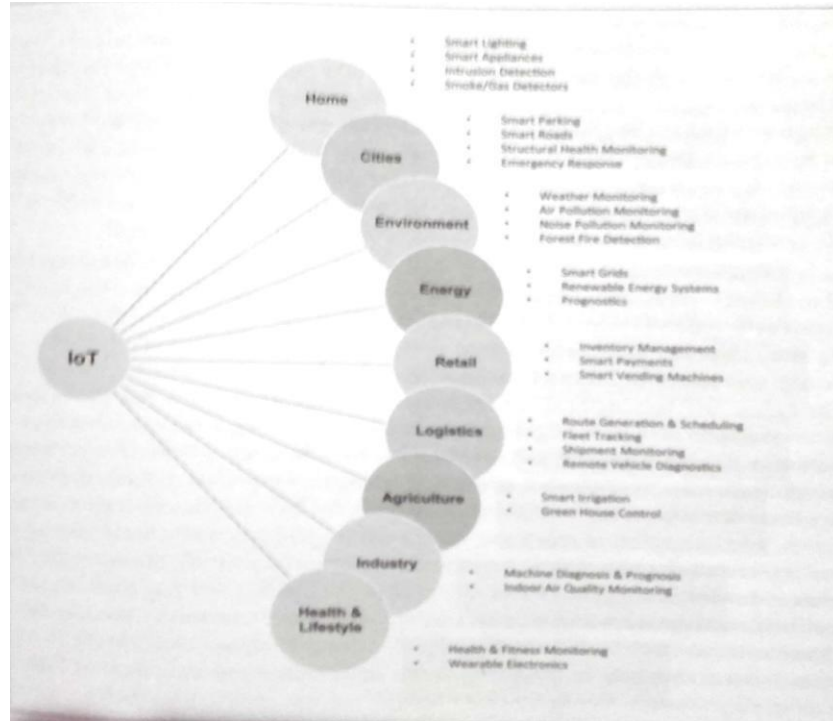 Smart Lighting
Smart Appliances
Intrusion Detection
Smoke/Gas Detectors
Home
Smart Parking
Smart Roads
Structural Health Monitoring
Emergency Response
Cities
Weather Monitoring
Air Pollution Monitoring
Noise Pollution Monitoring
Forest Fire Detection
Environment
Smart Grids
Renewable Energy Systems
Prognostics
Energy
IoT
Inventory Management
Smart Payments
Smart Vending Machines
Retail
Route Generation & Scheduling
Fleet Tracking
Shipment Monitoring
Remote Vehicle Diagnostics
Logistics
Smart Irrigation
Green House Control
Agriculture
Machine Diagnosis & Prognosis
Indoor Air Quality Monitoring
Industry
Health &
Lifestyle
Health & Fitness Monitoring
Wearable Electronics